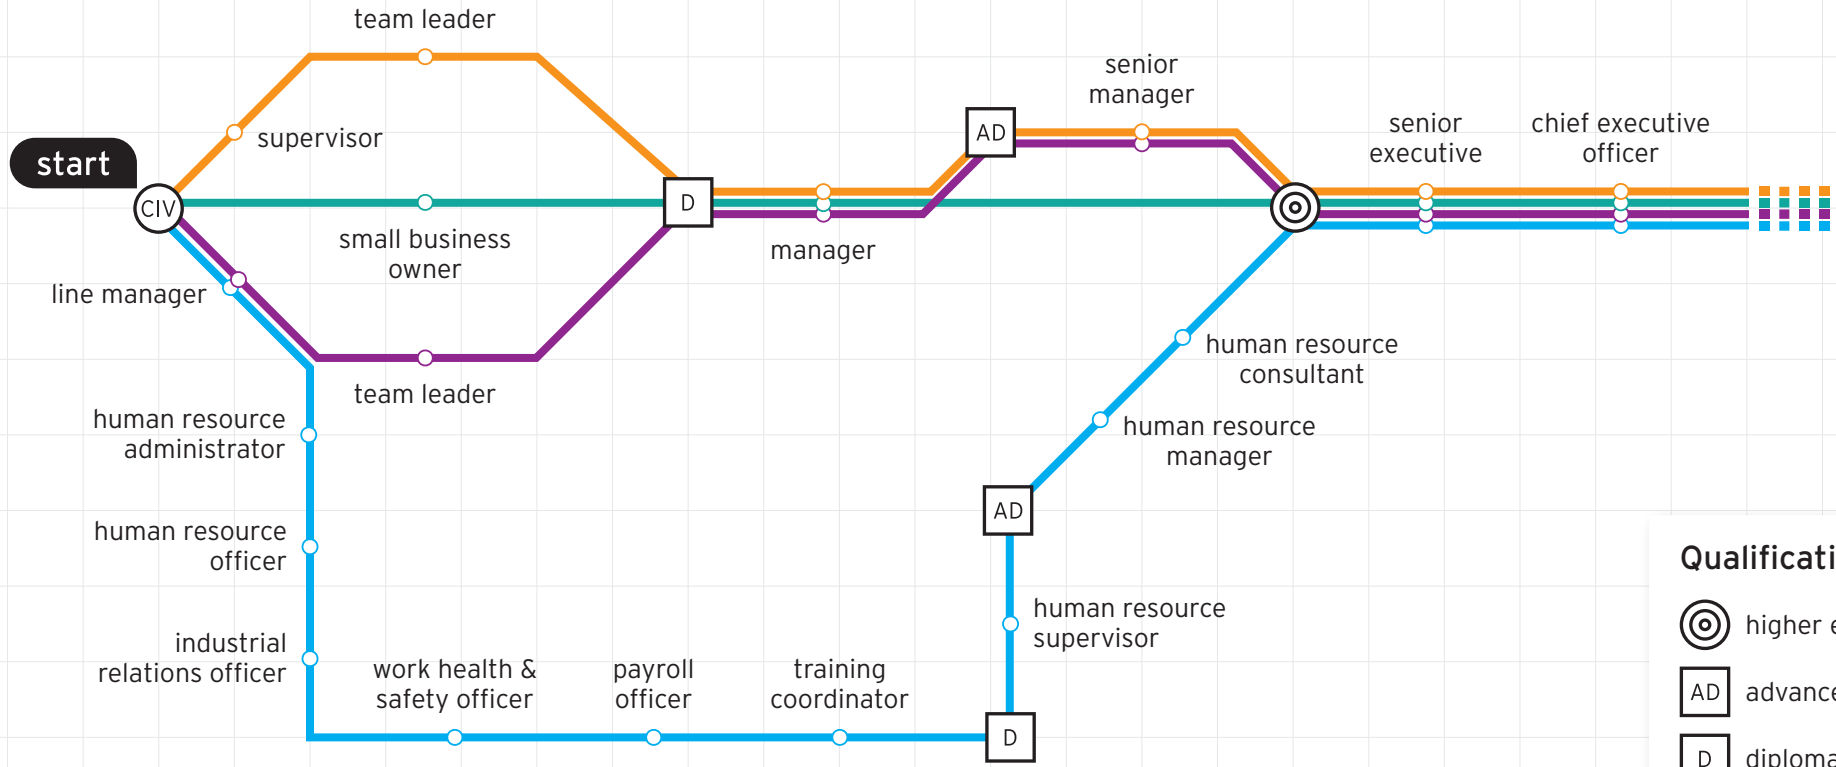 team leader
supervisor
start
CIV
small business
owner
line manager
team leader
D
manager
AD
senior
manager
senior
executive
chief executive
officer
human resource
administrator
human resource
officer
industrial
relations officer
work health &
safety officer
payroll
officer
training
coordinator
D
human resource
supervisor
AD
human resource
manager
human resource
consultant
Qualificati
higher e
AD advance
D diploma